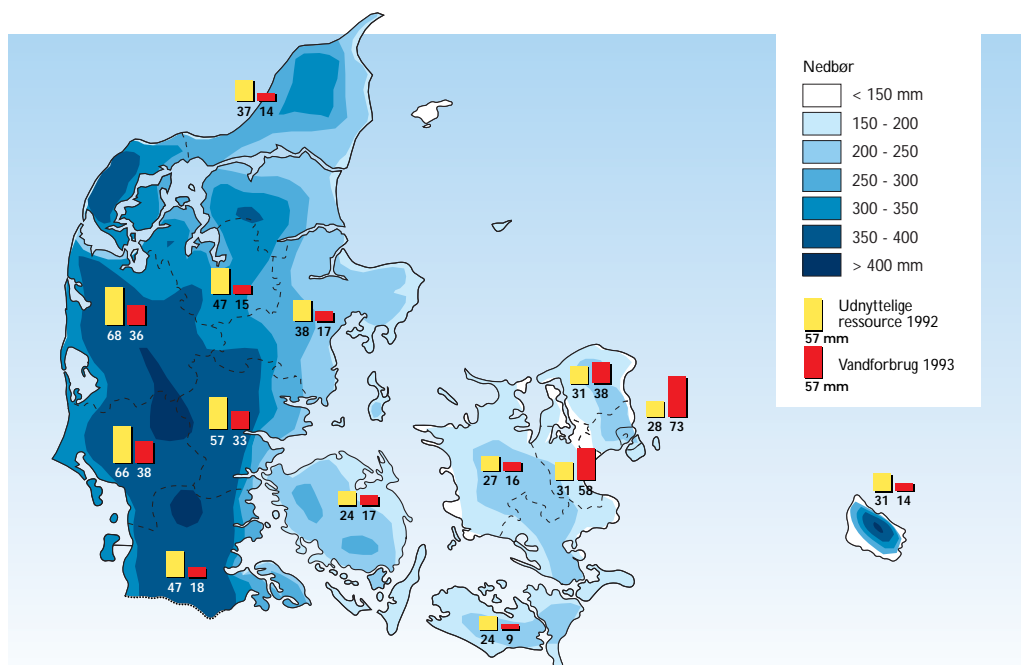 Nedbør
< 150 mm
150 - 200
200 - 250
250 - 300
300 - 350
350 - 400
> 400 mm
Udnyttelige
ressource 1992
57 mm
Vandforbrug 1993
57 mm
37 14
47 15
68 36
38 17
57 33
66 38
47 18
24 17
31 38
28 73
27 16
31 58
24 9
31 14